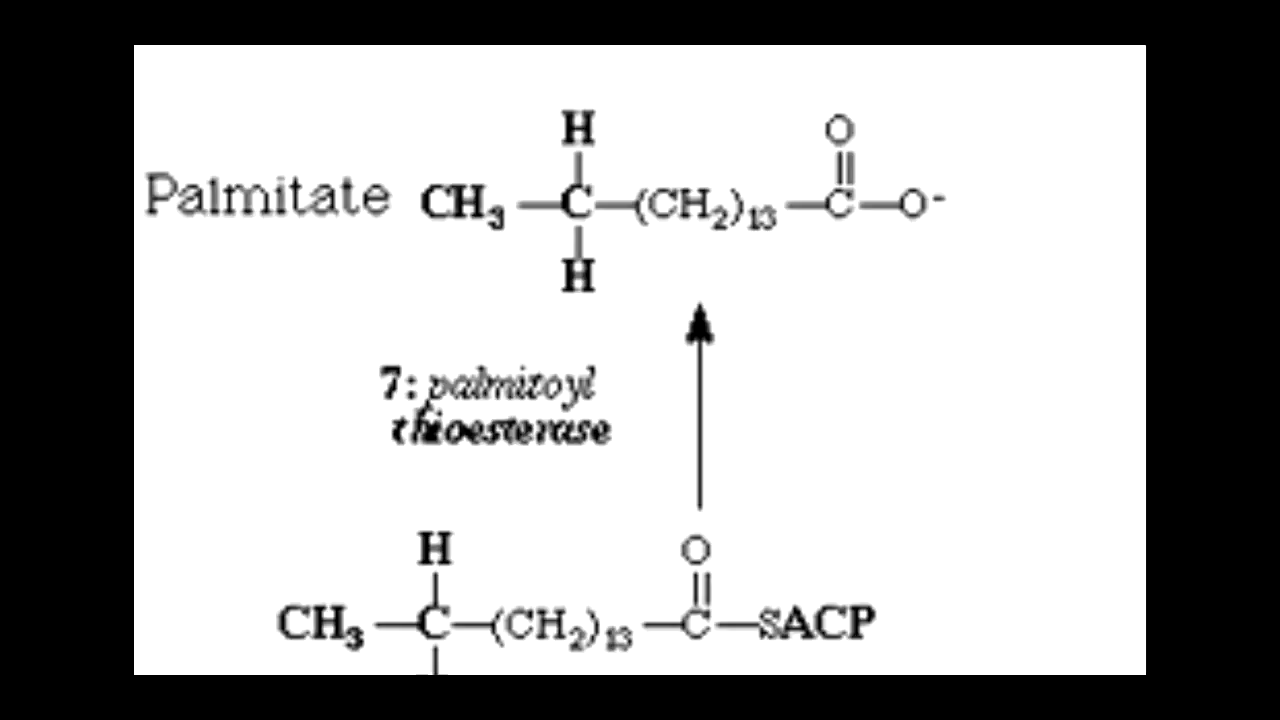 H O
Palmitate CH₃—C—(CH₂)₁₃—C—O⁻
H
7: palmitoyl
thioesterase
H O
CH₃—C—(CH₂)₁₃—C—SACP